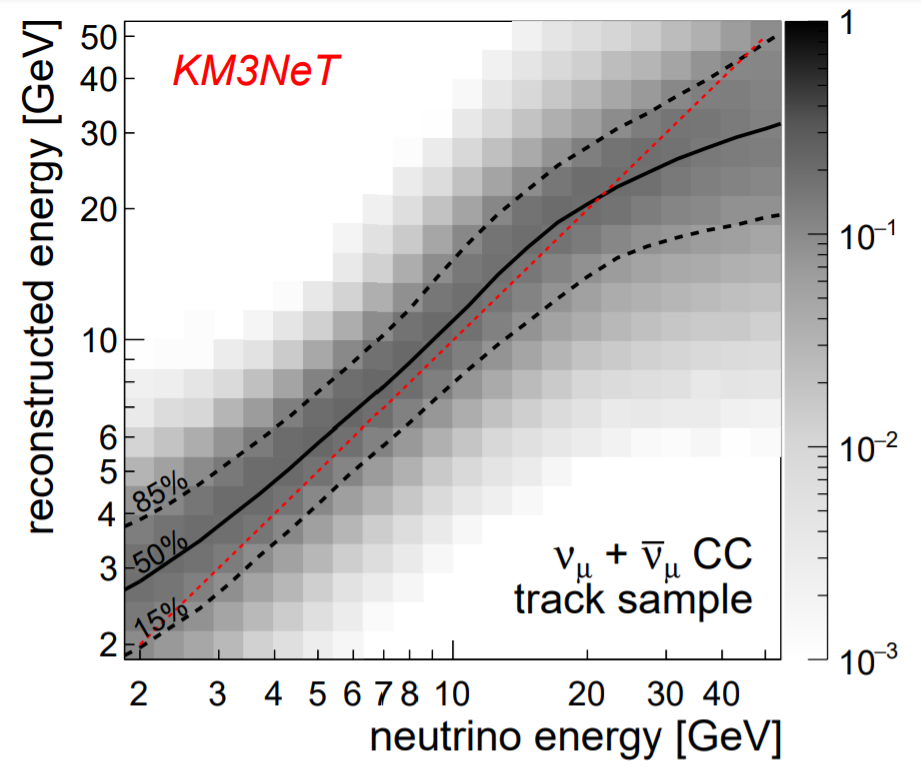 reconstructed energy [GeV]
50
40
30
20
10
6
5
4
3
2
KM3NeT
85%
50%
15%
ν_μ + ν̅_μ CC
track sample
2 3 4 5 6 7 8 10 20 30 40
neutrino energy [GeV]
1
10⁻¹
10⁻²
10⁻³